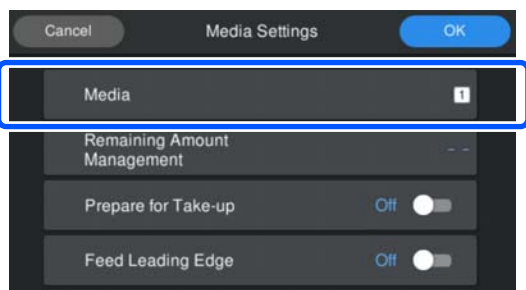 Cancel Media Settings OK
Media 1
Remaining Amount
Management - -
Prepare for Take-up Off
Feed Leading Edge Off